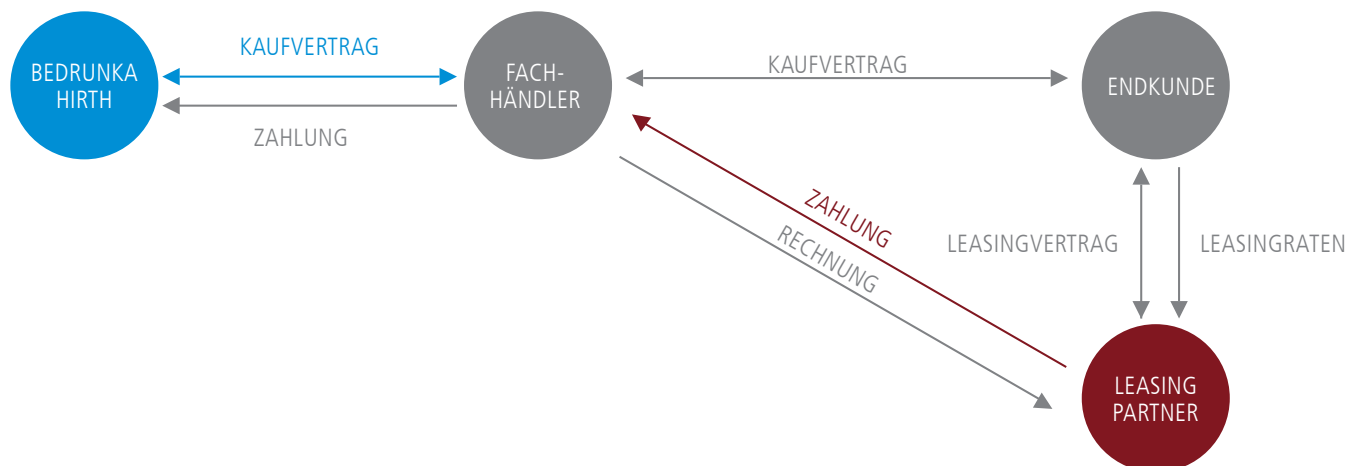 KAUFVERTRAG
BEDRUNKA
HIRTH
ZAHLUNG
FACH-
HÄNDLER
KAUFVERTRAG
ENDKUNDE
ZAHLUNG
RECHNUNG
LEASINGVERTRAG
LEASINGRATEN
LEASING
PARTNER